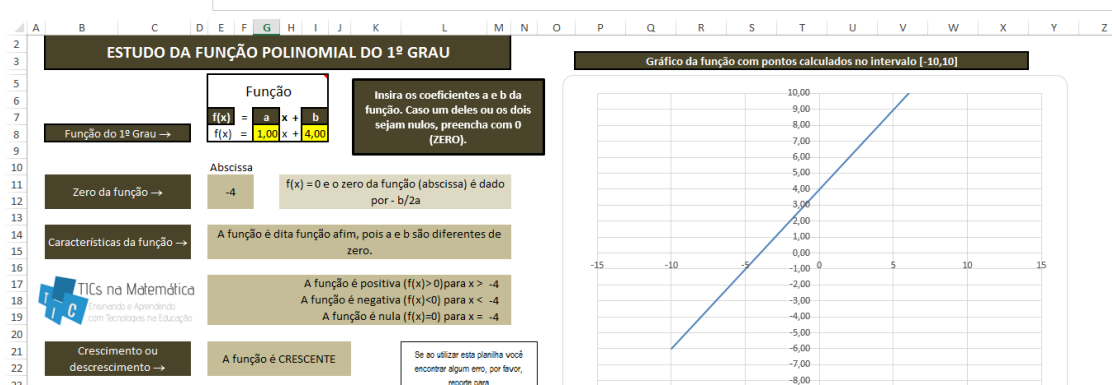 A B C D E F G H I J K L M N O P Q R S T U V W X Y Z
2
3
5
6
7
8
9
10
11
12
13
14
15
16
17
18
19
20
21
22
ESTUDO DA FUNÇÃO POLINOMIAL DO 1º GRAU
Função
f(x) = a x + b
Função do 1º Grau →
f(x) = 1,00 x + 4,00
Insira os coeficientes a e b da
função. Caso um deles ou os dois
sejam nulos, preencha com 0
(ZERO).
Abscissa
Zero da função →
-4
f(x) = 0 e o zero da função (abscissa) é dado
por - b/2a
Características da função →
A função é dita função afim, pois a e b são diferentes de
zero.
TICs na Matemática
Ensinando e Aprendendo
com Tecnologias na Educação
T
I
C
A função é positiva (f(x)> 0)para x > -4
A função é negativa (f(x)<0) para x < -4
A função é nula (f(x)=0) para x = -4
Crescimento ou
descrescimento →
A função é CRESCENTE
Se ao utilizar esta planilha você
encontrar algum erro, por favor,
reporte para
Gráfico da função com pontos calculados no intervalo [-10,10]
10,00
9,00
8,00
7,00
6,00
5,00
4,00
3,00
2,00
1,00
0,00
-15 -10 -5 0 5 10 15
-1,00
-2,00
-3,00
-4,00
-5,00
-6,00
-7,00
-8,00